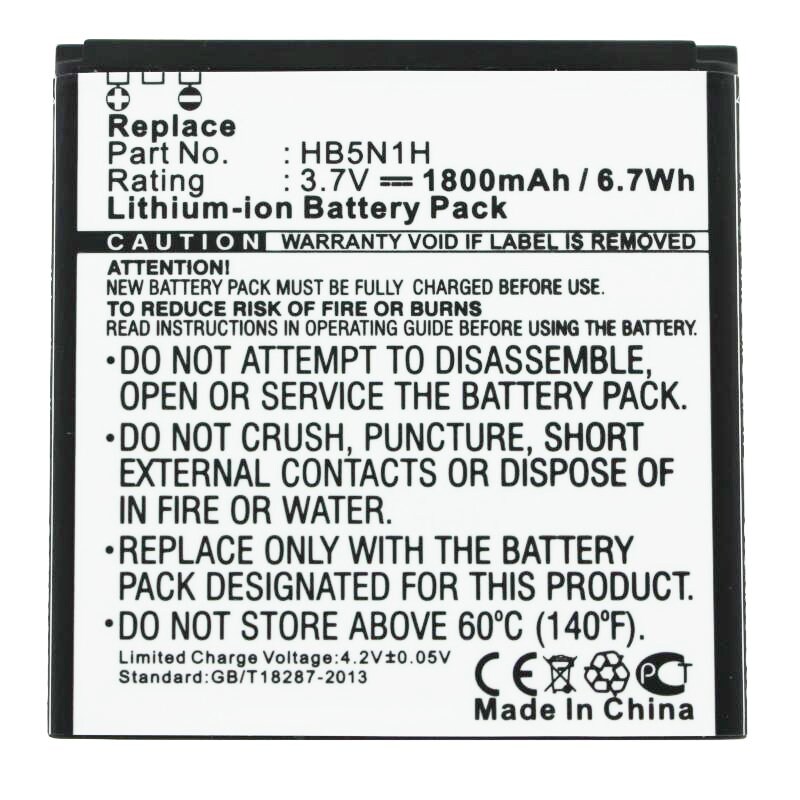 Replace
Part No. : HB5N1H
Rating : 3.7V ⎓ 1800mAh / 6.7Wh
Lithium-ion Battery Pack
CAUTION WARRANTY VOID IF LABEL IS REMOVED
ATTENTION!
NEW BATTERY PACK MUST BE FULLY CHARGED BEFORE USE.
TO REDUCE RISK OF FIRE OR BURNS
READ INSTRUCTIONS IN OPERATING GUIDE BEFORE USING THE BATTERY.
•DO NOT ATTEMPT TO DISASSEMBLE,
OPEN OR SERVICE THE BATTERY PACK.
•DO NOT CRUSH, PUNCTURE, SHORT
EXTERNAL CONTACTS OR DISPOSE OF
IN FIRE OR WATER.
•REPLACE ONLY WITH THE BATTERY
PACK DESIGNATED FOR THIS PRODUCT.
•DO NOT STORE ABOVE 60°C (140°F).
Limited Charge Voltage:4.2V±0.05V
Standard:GB/T18287-2013
CE PCT
Made In China